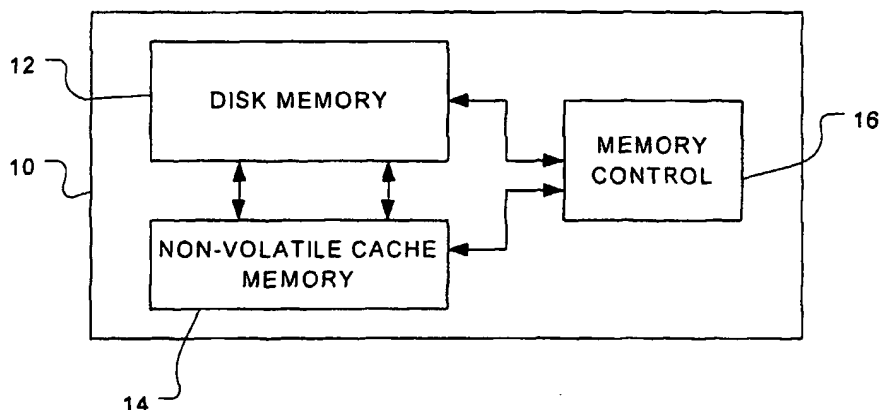 12
DISK MEMORY
10
MEMORY
CONTROL
16
NON-VOLATILE CACHE
MEMORY
14